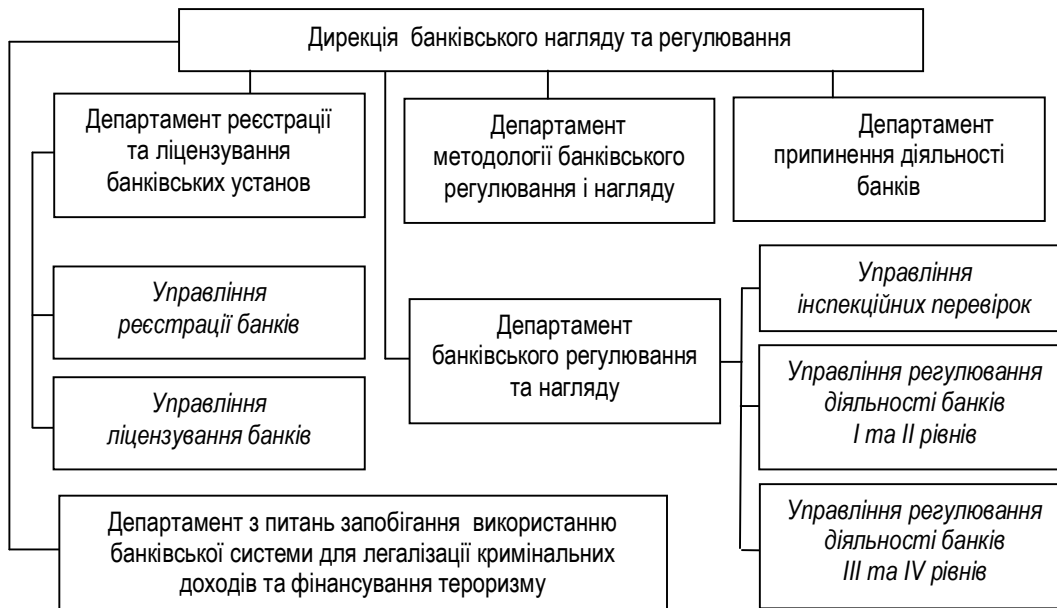 Дирекція банківського нагляду та регулювання
Департамент реєстрації
та ліцензування
банківських установ
Департамент
методології банківського
регулювання і нагляду
Департамент
припинення діяльності
банків
Управління
реєстрації банків
Управління
ліцензування банків
Департамент
банківського регулювання
та нагляду
Управління
інспекційних перевірок
Управління регулювання
діяльності банків
I та II рівнів
Управління регулювання
діяльності банків
III та IV рівнів
Департамент з питань запобігання використанню
банківської системи для легалізації кримінальних
доходів та фінансування тероризму